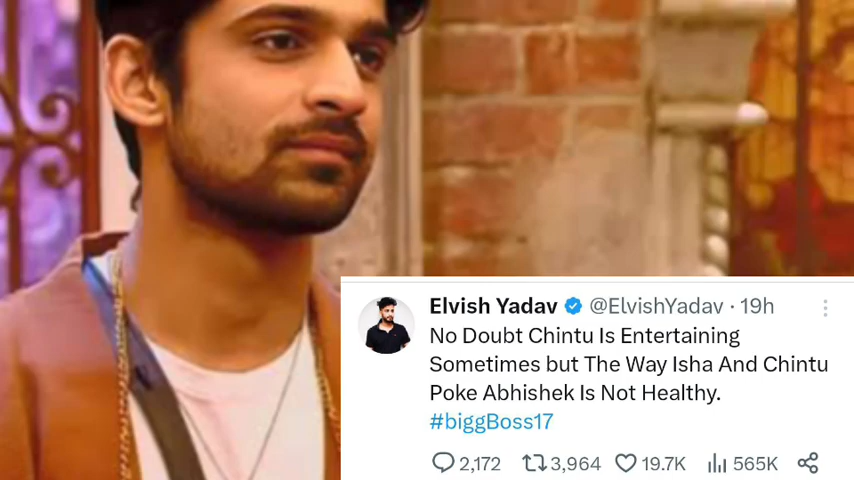 Elvish Yadav @ElvishYadav · 19h
No Doubt Chintu Is Entertaining
Sometimes but The Way Isha And Chintu
Poke Abhishek Is Not Healthy.
#biggBoss17
2,172 3,964 19.7K 565K